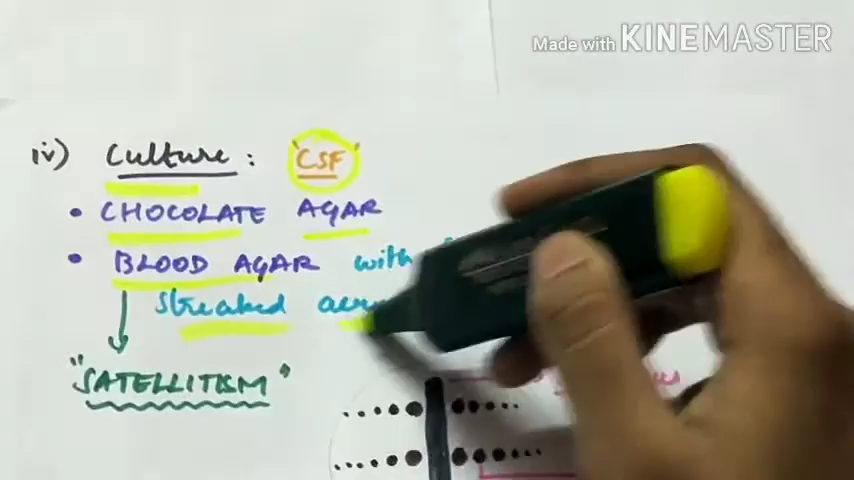 Made with KINEMASTER
iv) Culture : 'CSF'
• CHOCOLATE AGAR
• BLOOD AGAR with
streaked
"SATELLITISM"